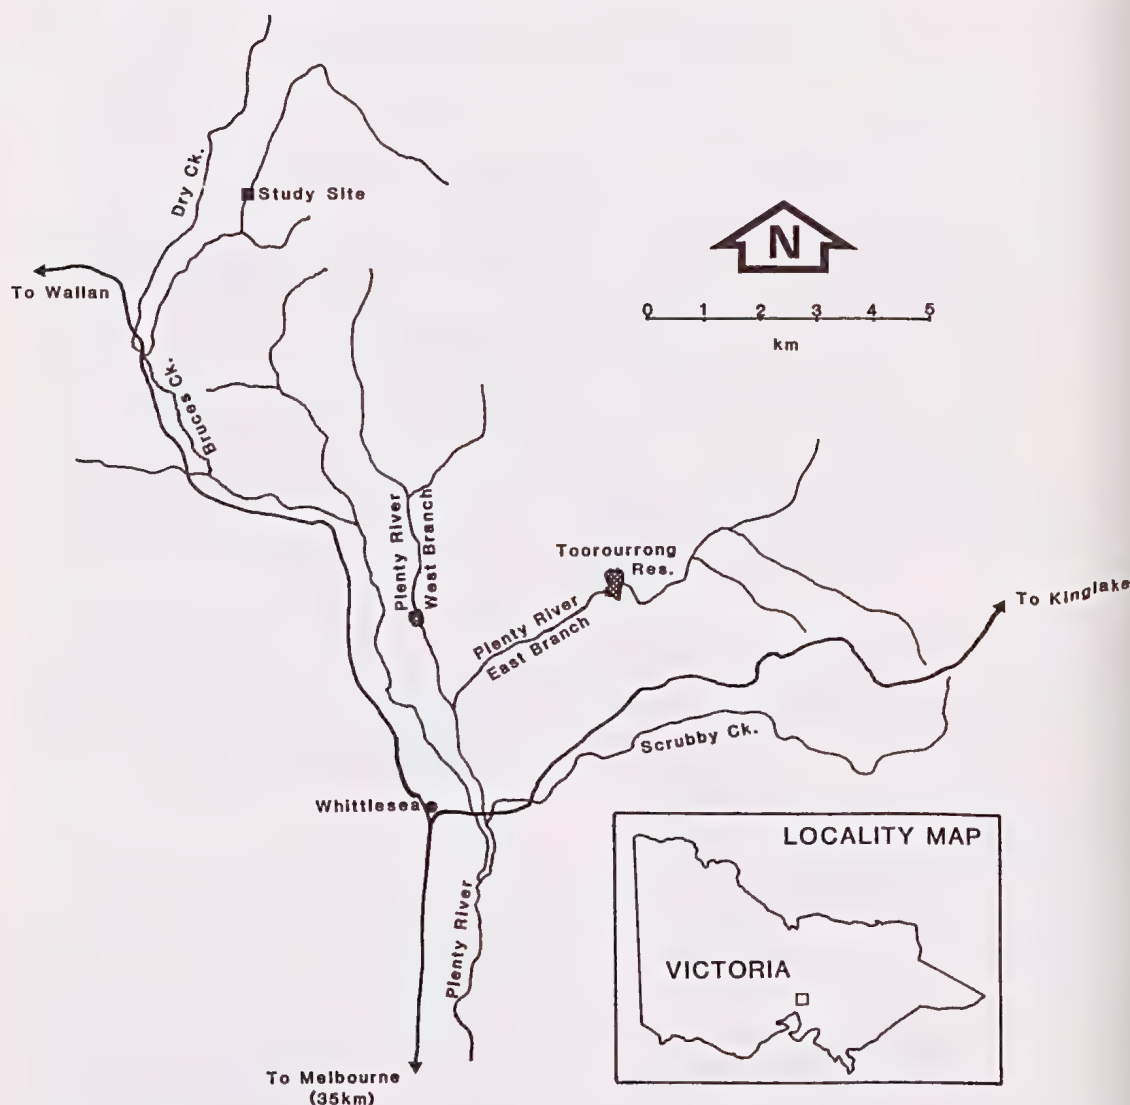 Dry Ck.
Study Site
N
To Wallan
0 1 2 3 4 5
km
Bruces Ck.
Plenty River
West Branch
Toorourrong
Res.
Plenty River
East Branch
To Kinglake
Scrubby Ck.
Whittlesea
LOCALITY MAP
VICTORIA
Plenty River
To Melbourne
(35km)